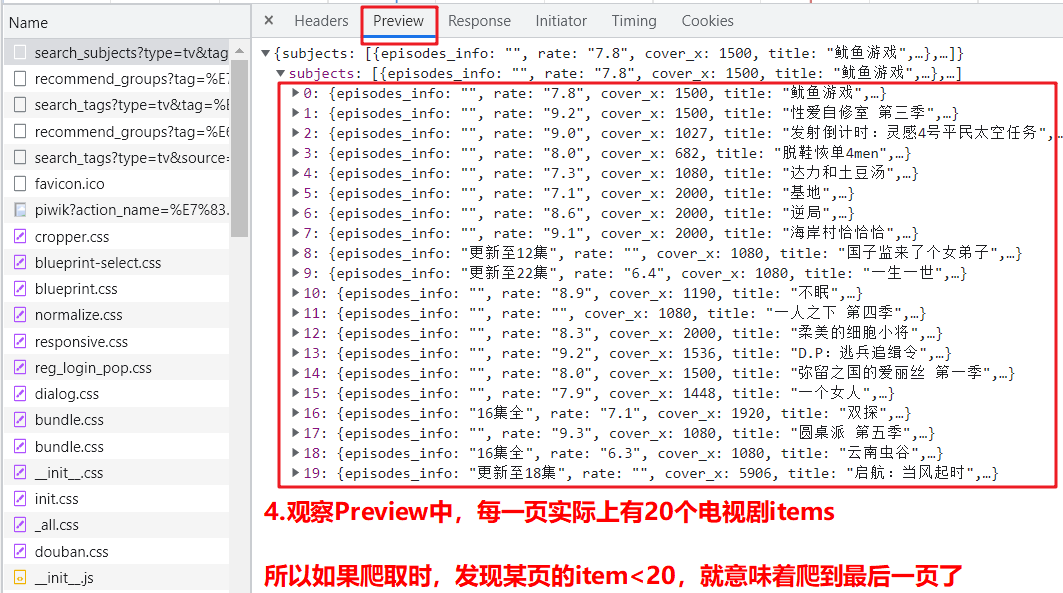 Name
× Headers Preview Response Initiator Timing Cookies
search_subjects?type=tv&tag
recommend_groups?tag=%E7
search_tags?type=tv&tag=%E
recommend_groups?tag=%E6
search_tags?type=tv&source=
favicon.ico
piwik?action_name=%E7%83.
cropper.css
blueprint-select.css
blueprint.css
normalize.css
responsive.css
reg_login_pop.css
dialog.css
bundle.css
bundle.css
__init__.css
init.css
_all.css
douban.css
__init__.js
▼{subjects: [{episodes_info: "", rate: "7.8", cover_x: 1500, title: "鱿鱼游戏",…},…]}
▼subjects: [{episodes_info: "", rate: "7.8", cover_x: 1500, title: "鱿鱼游戏",…},…]
▶0: {episodes_info: "", rate: "7.8", cover_x: 1500, title: "鱿鱼游戏",…}
▶1: {episodes_info: "", rate: "9.2", cover_x: 1500, title: "性爱自修室 第三季",…}
▶2: {episodes_info: "", rate: "9.0", cover_x: 1027, title: "发射倒计时：灵感4号平民太空任务",…
▶3: {episodes_info: "", rate: "8.0", cover_x: 682, title: "脱鞋恢单4men",…}
▶4: {episodes_info: "", rate: "7.3", cover_x: 1080, title: "达力和土豆汤",…}
▶5: {episodes_info: "", rate: "7.1", cover_x: 2000, title: "基地",…}
▶6: {episodes_info: "", rate: "8.6", cover_x: 2000, title: "逆局",…}
▶7: {episodes_info: "", rate: "9.1", cover_x: 2000, title: "海岸村恰恰恰",…}
▶8: {episodes_info: "更新至12集", rate: "", cover_x: 1080, title: "国子监来了个女弟子",…}
▶9: {episodes_info: "更新至22集", rate: "6.4", cover_x: 1080, title: "一生一世",…}
▶10: {episodes_info: "", rate: "8.9", cover_x: 1190, title: "不眠",…}
▶11: {episodes_info: "", rate: "", cover_x: 1080, title: "一人之下 第四季",…}
▶12: {episodes_info: "", rate: "8.3", cover_x: 2000, title: "柔美的细胞小将",…}
▶13: {episodes_info: "", rate: "9.2", cover_x: 1536, title: "D.P：逃兵追缉令",…}
▶14: {episodes_info: "", rate: "8.0", cover_x: 1500, title: "弥留之国的爱丽丝 第一季",…}
▶15: {episodes_info: "", rate: "7.9", cover_x: 1448, title: "一个女人",…}
▶16: {episodes_info: "16集全", rate: "7.1", cover_x: 1920, title: "双探",…}
▶17: {episodes_info: "", rate: "9.3", cover_x: 1080, title: "圆桌派 第五季",…}
▶18: {episodes_info: "16集全", rate: "6.3", cover_x: 1080, title: "云南虫谷",…}
▶19: {episodes_info: "更新至18集", rate: "", cover_x: 5906, title: "启航：当风起时",…}
4.观察Preview中，每一页实际上有20个电视剧items
所以如果爬取时，发现某页的item<20，就意味着爬到最后一页了